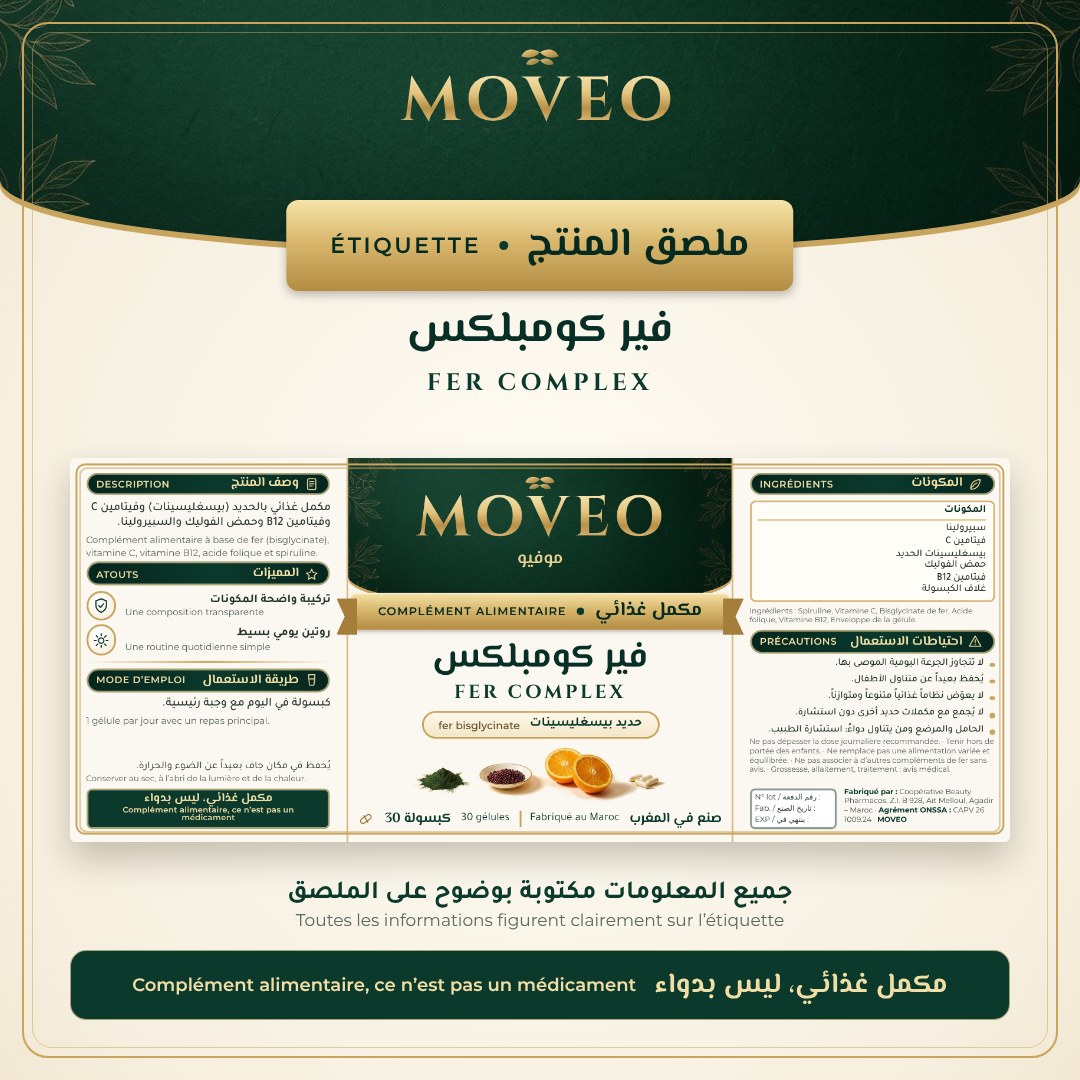 MOVEO
ÉTIQUETTE • ملصق المنتج
فير كومبلكس
FER COMPLEX
DESCRIPTION وصف المنتج
مكمل غذائي بالحديد (بيسغليسينات) وفيتامين C
وفيتامين B12 وحمض الفوليك والسبيرولينا.
Complément alimentaire à base de fer (bisglycinate),
vitamine C, vitamine B12, acide folique et spiruline.
ATOUTS المميزات
تركيبة واضحة المكونات
Une composition transparente
روتين يومي بسيط
Une routine quotidienne simple
MODE D'EMPLOI طريقة الاستعمال
كبسولة في اليوم مع وجبة رئيسية.
1 gélule par jour avec un repas principal.
يُحفظ في مكان جاف بعيداً عن الضوء والحرارة.
Conserver au sec, à l'abri de la lumière et de la chaleur.
مكمل غذائي، ليس بدواء
Complément alimentaire, ce n'est pas un
médicament
MOVEO
موفيو
COMPLÉMENT ALIMENTAIRE • مكمل غذائي
فير كومبلكس
FER COMPLEX
fer bisglycinate حديد بيسغليسينات
30 كبسولة 30 gélules | Fabriqué au Maroc صنع في المغرب
INGRÉDIENTS المكونات
المكونات
سبيرولينا
فيتامين C
بيسغليسينات الحديد
حمض الفوليك
فيتامين B12
غلاف الكبسولة
Ingrédients : Spiruline, Vitamine C, Bisglycinate de fer, Acide
folique, Vitamine B12, Enveloppe de la gélule
PRÉCAUTIONS احتياطات الاستعمال
لا تتجاوز الجرعة اليومية الموصى بها.
يُحفظ بعيداً عن متناول الأطفال.
لا يعوّض نظاماً غذائياً متنوعاً ومتوازناً.
لا يُجمع مع مكملات حديد أخرى دون استشارة.
الحامل والمرضع ومن يتناول دواءً: استشارة الطبيب.
Ne pas dépasser la dose journalière recommandée. · Tenir hors de
portée des enfants. · Ne remplace pas une alimentation variée et
équilibrée. · Ne pas associer à d'autres compléments de fer sans
avis. · Grossesse, allaitement, traitement : avis médical.
N° lot / رقم الدفعة :
Fab. / تاريخ الصنع :
EXP / ينتهي في :
Fabriqué par : Coopérative Beauty
Pharmacos, Z.I. B 928, Ait Melloul, Agadir
– Maroc · Agrément ONSSA : CAPV 26
1009.24 · MOVEO
جميع المعلومات مكتوبة بوضوح على الملصق
Toutes les informations figurent clairement sur l'étiquette
Complément alimentaire, ce n'est pas un médicament مكمل غذائي، ليس بدواء